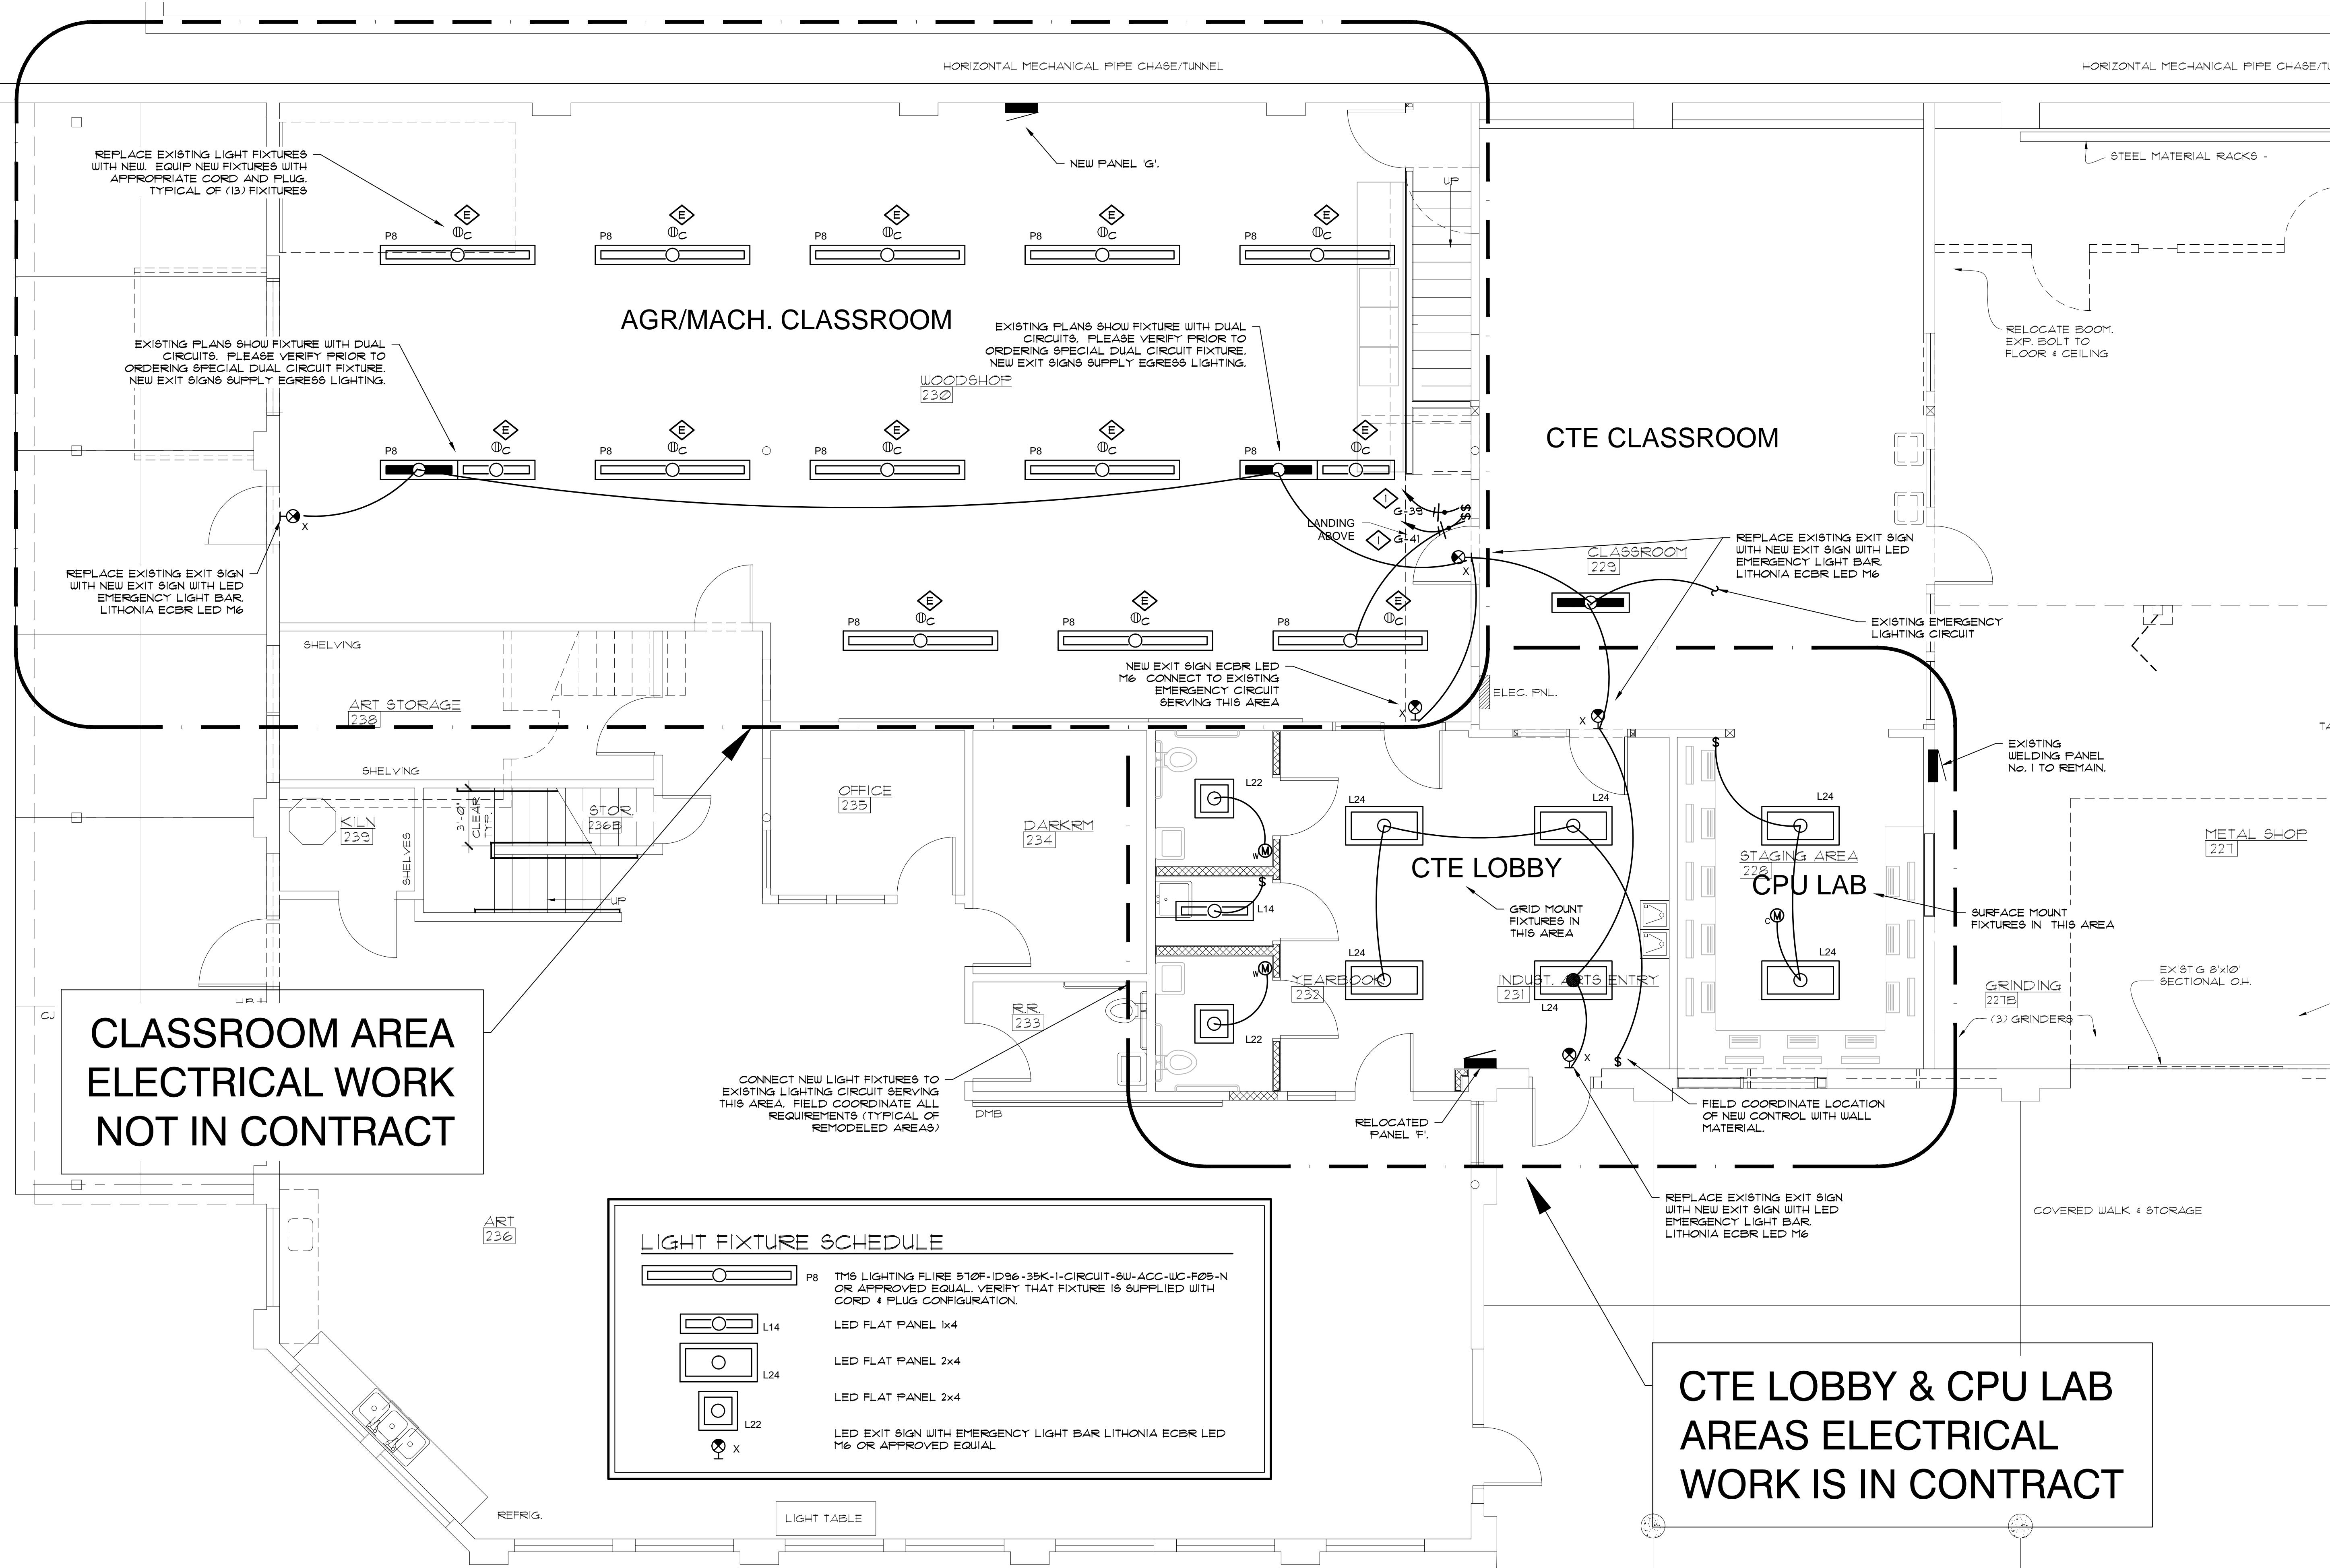 HORIZONTAL MECHANICAL PIPE CHASE/TUNNEL
HORIZONTAL MECHANICAL PIPE CHASE/TU
REPLACE EXISTING LIGHT FIXTURES
WITH NEW. EQUIP NEW FIXTURES WITH
APPROPRIATE CORD AND PLUG.
TYPICAL OF (13) FIXITURES
NEW PANEL 'G'.
STEEL MATERIAL RACKS -
UP
E
E
E
E
E
C
C
C
C
C
P8
P8
P8
P8
P8
AGR/MACH. CLASSROOM
EXISTING PLANS SHOW FIXTURE WITH DUAL
CIRCUITS. PLEASE VERIFY PRIOR TO
ORDERING SPECIAL DUAL CIRCUIT FIXTURE.
NEW EXIT SIGNS SUPPLY EGRESS LIGHTING.
EXISTING PLANS SHOW FIXTURE WITH DUAL
CIRCUITS. PLEASE VERIFY PRIOR TO
ORDERING SPECIAL DUAL CIRCUIT FIXTURE.
NEW EXIT SIGNS SUPPLY EGRESS LIGHTING.
WOODSHOP
230
RELOCATE BOOM.
EXP. BOLT TO
FLOOR & CEILING
CTE CLASSROOM
E
E
E
E
E
C
C
C
C
C
P8
P8
P8
P8
P8
1
G-39
$$
LANDING
ABOVE
1
G-41
$$
X
X
REPLACE EXISTING EXIT SIGN
WITH NEW EXIT SIGN WITH LED
EMERGENCY LIGHT BAR.
LITHONIA ECBR LED M6
CLASSROOM
229
REPLACE EXISTING EXIT SIGN
WITH NEW EXIT SIGN WITH LED
EMERGENCY LIGHT BAR.
LITHONIA ECBR LED M6
EXISTING EMERGENCY
LIGHTING CIRCUIT
E
E
E
C
C
C
P8
P8
P8
SHELVING
NEW EXIT SIGN ECBR LED
M6 CONNECT TO EXISTING
EMERGENCY CIRCUIT
SERVING THIS AREA
X
ELEC. PNL.
X
ART STORAGE
238
SHELVING
TA
EXISTING
WELDING PANEL
No. 1 TO REMAIN.
$
KILN
239
SHELVES
3'-0"
CLEAR
TYP.
STOR.
236B
UP
OFFICE
235
DARKRM
234
L22
W
M
$
L14
L24
L24
L24
CTE LOBBY
GRID MOUNT
FIXTURES IN
THIS AREA
STAGING AREA
228
CPU LAB
C
M
SURFACE MOUNT
FIXTURES IN THIS AREA
METAL SHOP
227
W
M
L22
L24
YEARBOOK
232
INDUST. ARTS ENTRY
231
L24
L24
GRINDING
227B
(3) GRINDERS
EXIST'G 8'x10'
SECTIONAL O.H.
R.R.
233
UP
CJ
CLASSROOM AREA
ELECTRICAL WORK
NOT IN CONTRACT
CONNECT NEW LIGHT FIXTURES TO
EXISTING LIGHTING CIRCUIT SERVING
THIS AREA. FIELD COORDINATE ALL
REQUIREMENTS (TYPICAL OF
REMODELED AREAS)
DMB
X
$
RELOCATED
PANEL 'F'.
FIELD COORDINATE LOCATION
OF NEW CONTROL WITH WALL
MATERIAL.
REPLACE EXISTING EXIT SIGN
WITH NEW EXIT SIGN WITH LED
EMERGENCY LIGHT BAR.
LITHONIA ECBR LED M6
COVERED WALK & STORAGE
ART
236
LIGHT FIXTURE SCHEDULE
P8
TMS LIGHTING FLIRE 570F-ID96-35K-1-CIRCUIT-SW-ACC-WC-F05-N
OR APPROVED EQUAL. VERIFY THAT FIXTURE IS SUPPLIED WITH
CORD & PLUG CONFIGURATION.
L14
LED FLAT PANEL 1x4
L24
LED FLAT PANEL 2x4
L22
LED FLAT PANEL 2x4
X
LED EXIT SIGN WITH EMERGENCY LIGHT BAR LITHONIA ECBR LED
M6 OR APPROVED EQUIAL
CTE LOBBY & CPU LAB
AREAS ELECTRICAL
WORK IS IN CONTRACT
REFRIG.
LIGHT TABLE